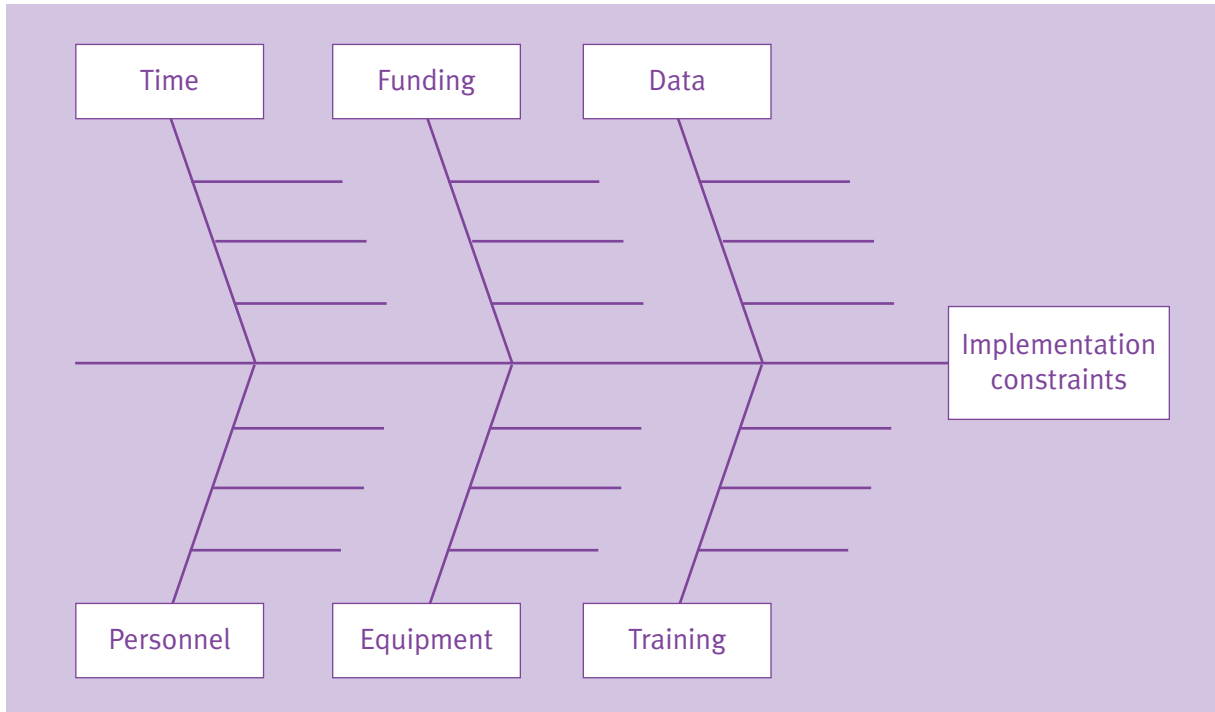 Time
Funding
Data
Implementation
constraints
Personnel
Equipment
Training